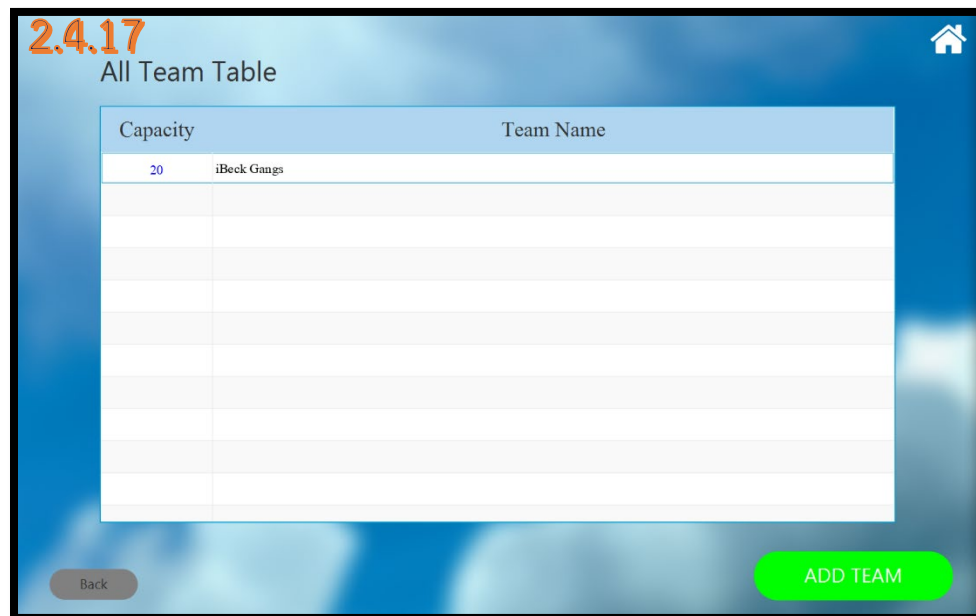 2.4.17
All Team Table
Capacity Team Name
20 iBeck Gangs
Back
ADD TEAM